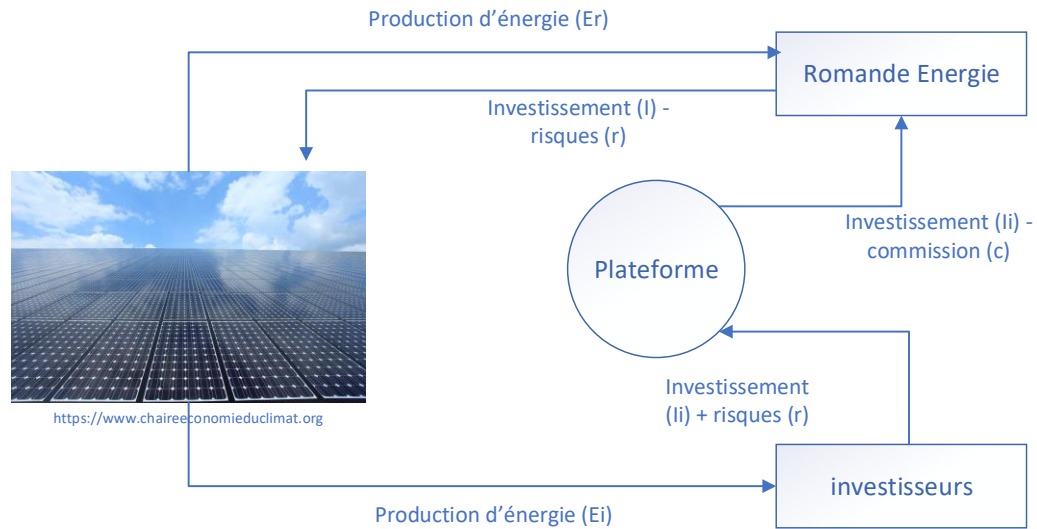 Production d'énergie (Er)
Romande Energie
Investissement (I) -
risques (r)
Investissement (Ii) -
commission (c)
Plateforme
Investissement
(Ii) + risques (r)
https://www.chaireeconomieduclimat.org
investisseurs
Production d'énergie (Ei)